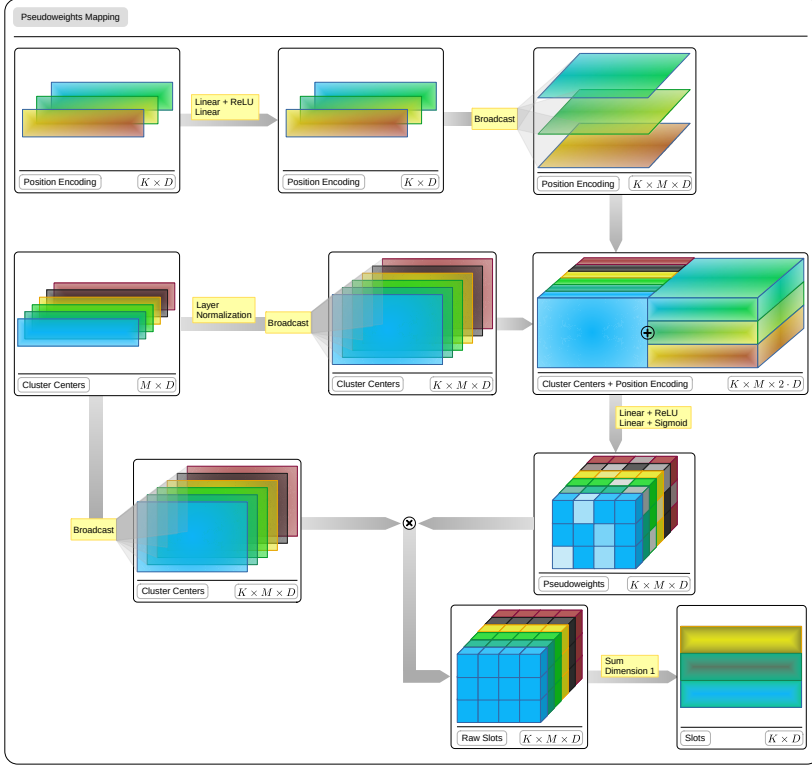 Pseudoweights Mapping
Linear + ReLU
Linear
Broadcast
Position Encoding
K × D
Position Encoding
K × D
Position Encoding
K × M × D
Layer
Normalization
Broadcast
Cluster Centers
M × D
Cluster Centers
K × M × D
Cluster Centers + Position Encoding
K × M × 2 · D
Linear + ReLU
Linear + Sigmoid
Broadcast
Cluster Centers
K × M × D
Pseudoweights
K × M × D
Sum
Dimension 1
Raw Slots
K × M × D
Slots
K × D